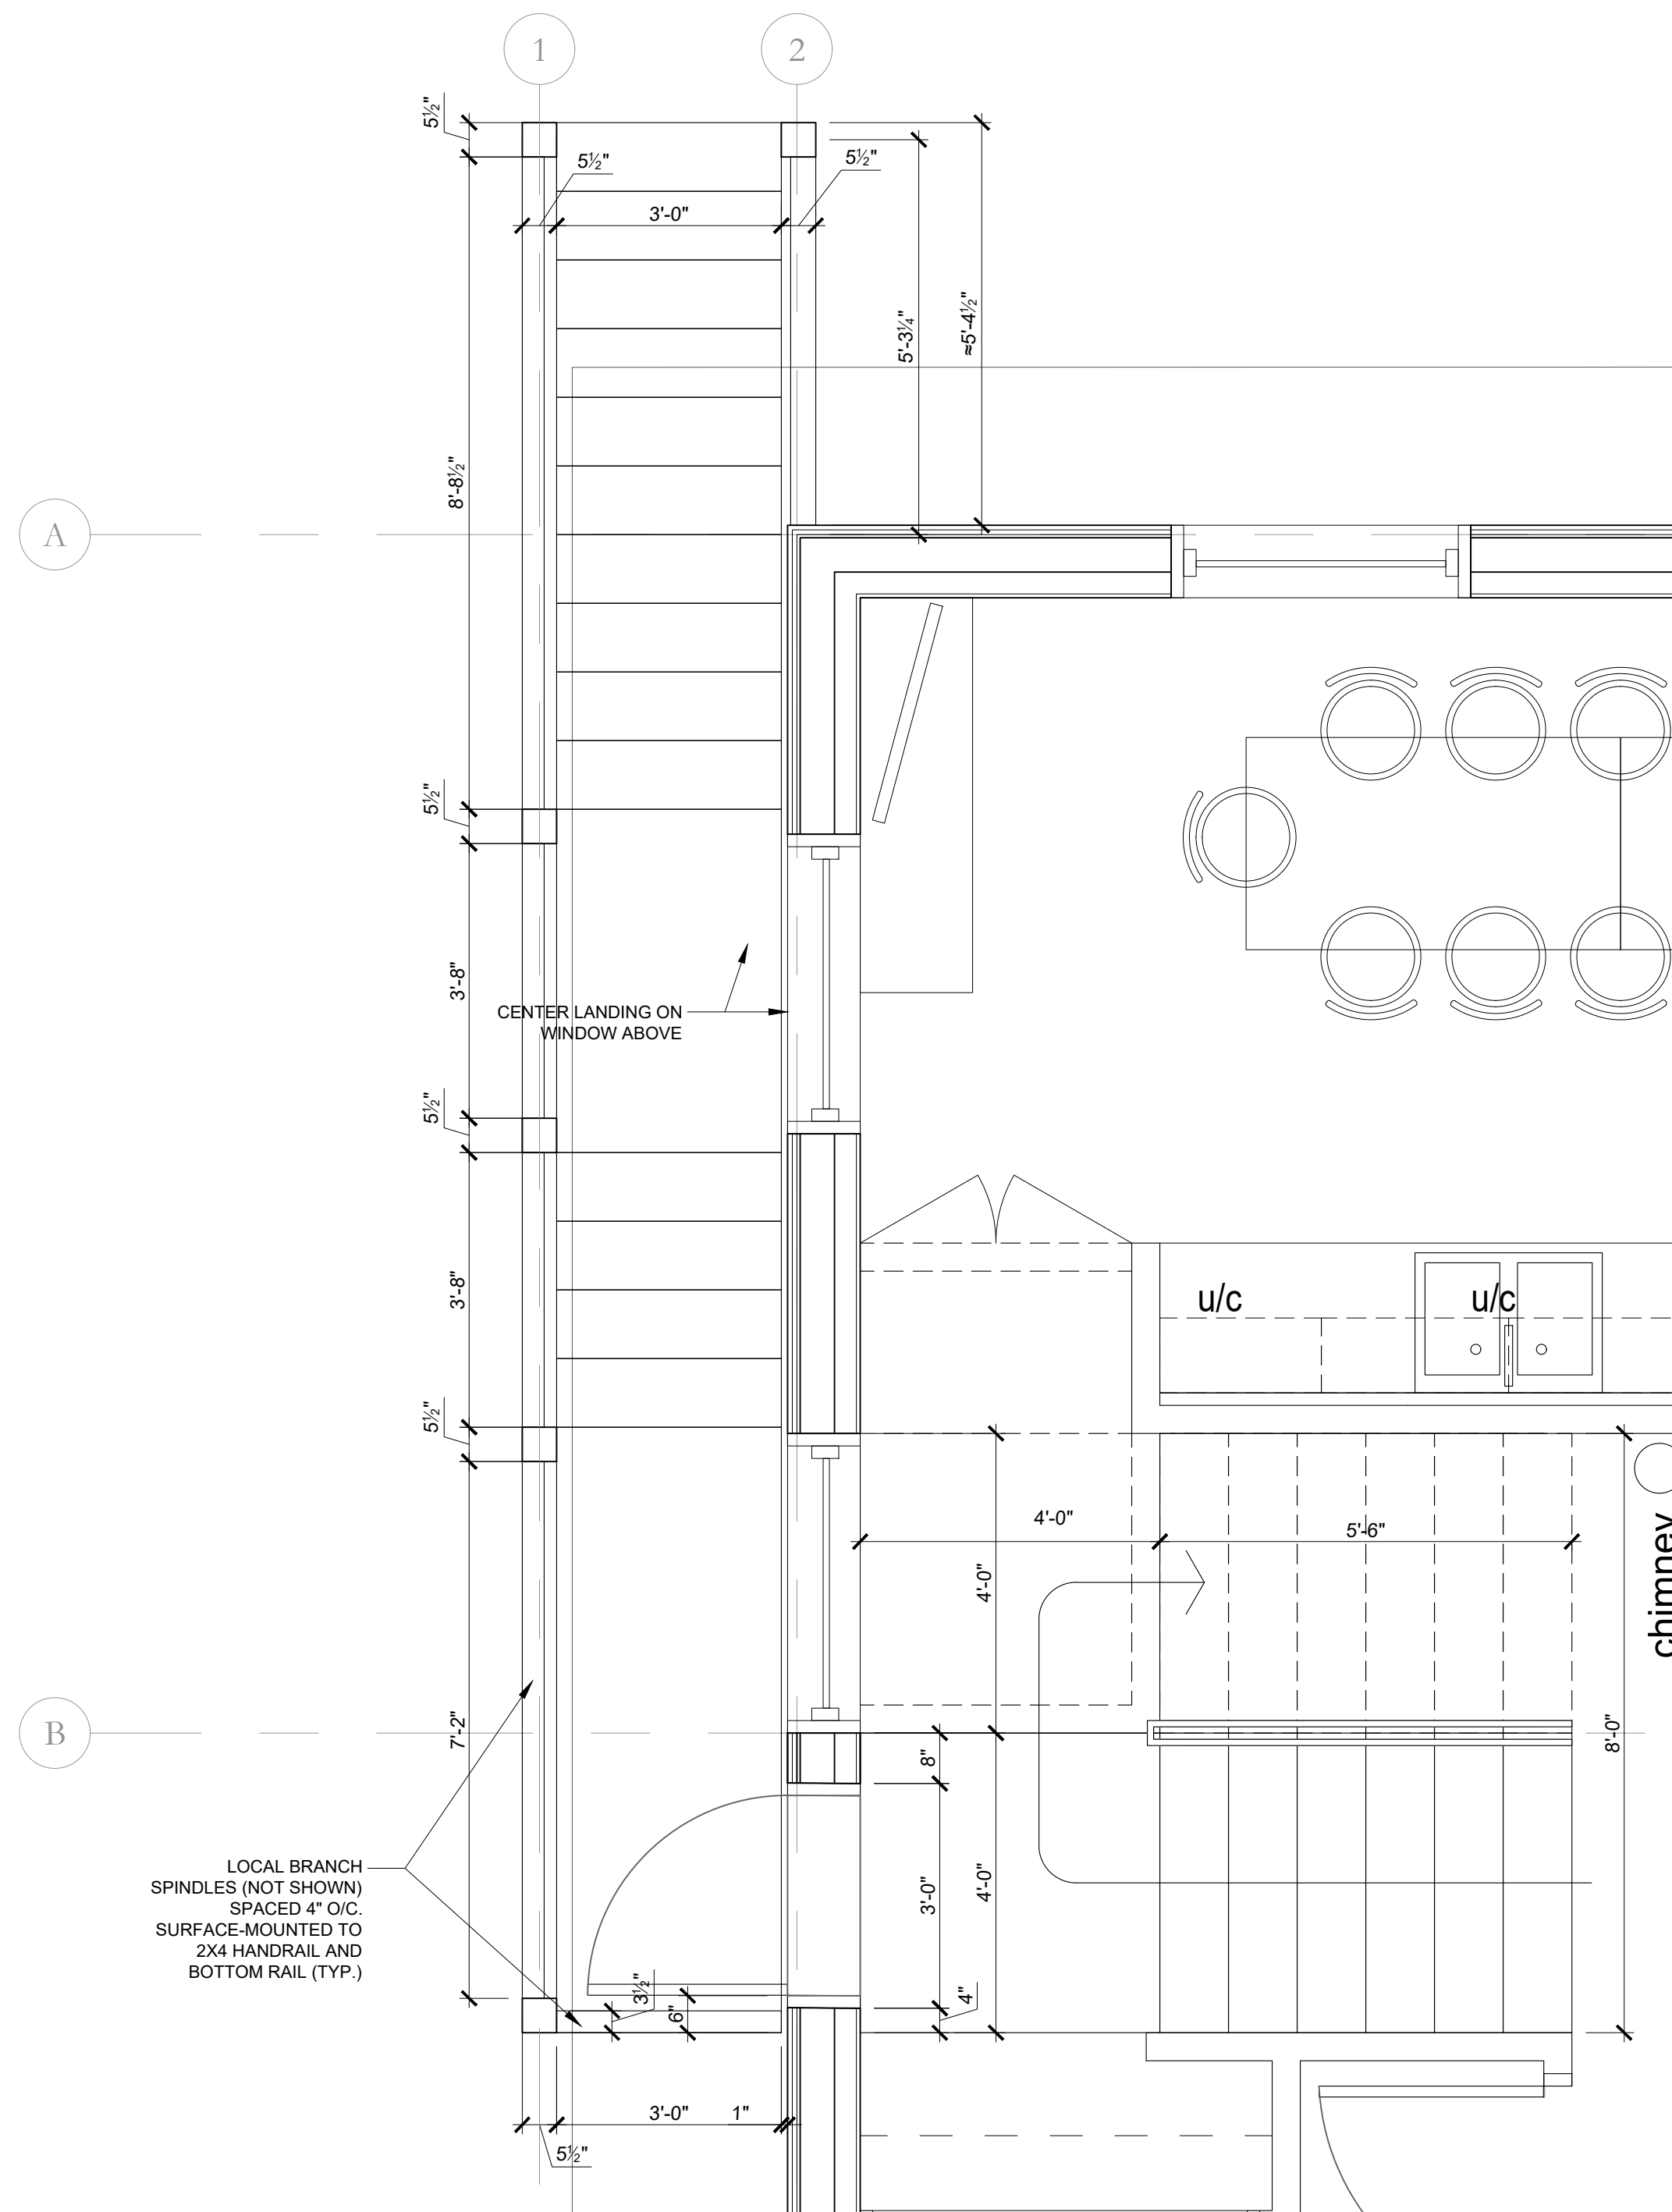 1
2
5½"
5½"
5½"
3'-0"
5'-3¼"
≈5'-4½"
8'-8½"
A
5½"
3'-8"
CENTER LANDING ON
WINDOW ABOVE
5½"
3'-8"
u/c
u/c
5½"
4'-0"
5'-6"
4'-0"
chimney
7'-2"
B
8"
8'-0"
LOCAL BRANCH
SPINDLES (NOT SHOWN)
SPACED 4" O/C.
SURFACE-MOUNTED TO
2X4 HANDRAIL AND
BOTTOM RAIL (TYP.)
3'-0"
4'-0"
3½"
6"
4"
3'-0"
1"
5½"